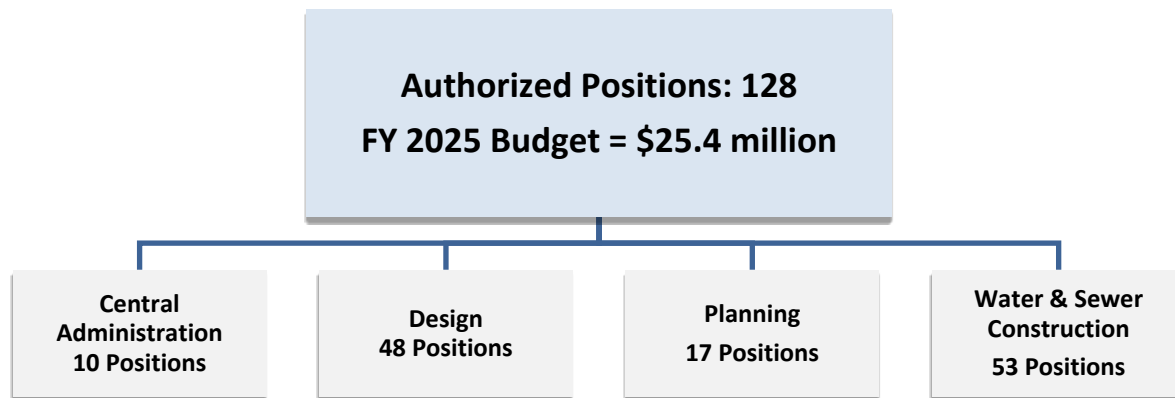 Authorized Positions: 128
FY 2025 Budget = $25.4 million
Central
Administration
10 Positions
Design
48 Positions
Planning
17 Positions
Water & Sewer
Construction
53 Positions